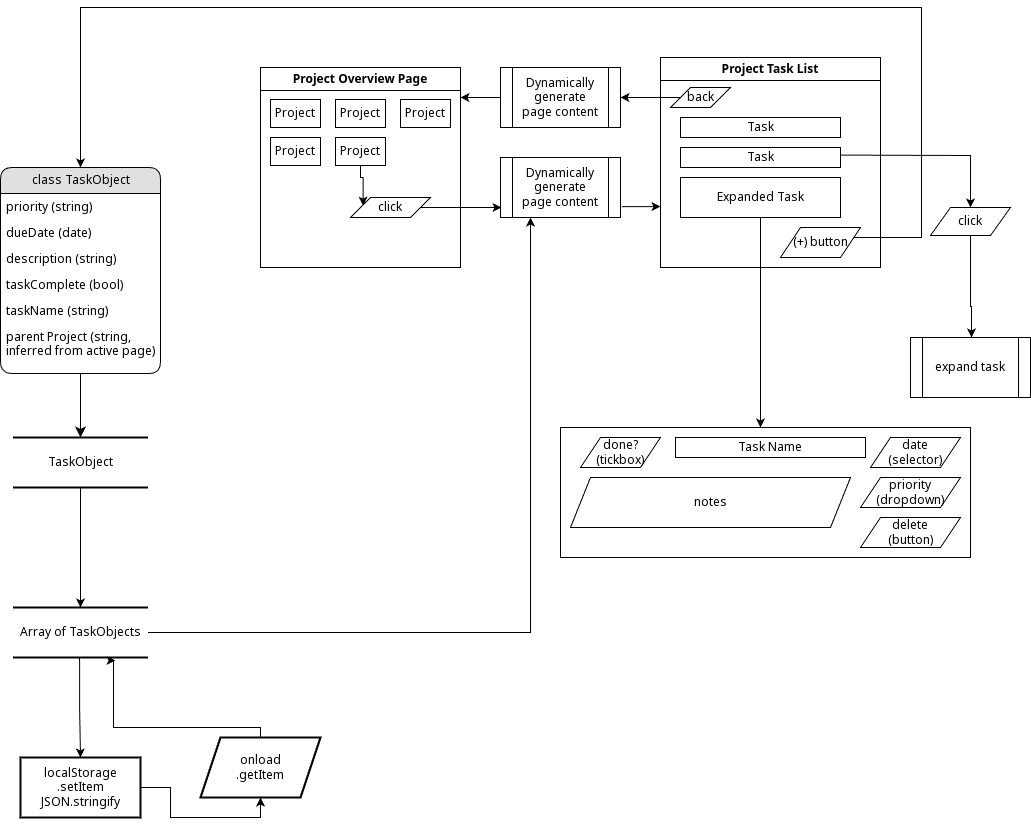 Project Overview Page
Project
Project
Project
Project
Project
click
Dynamically
generate
page content
Dynamically
generate
page content
Project Task List
back
Task
Task
Expanded Task
(+) button
click
expand task
class TaskObject
priority (string)
dueDate (date)
description (string)
taskComplete (bool)
taskName (string)
parent Project (string,
inferred from active page)
TaskObject
done?
(tickbox)
Task Name
date
(selector)
notes
priority
(dropdown)
delete
(button)
Array of TaskObjects
localStorage
.setItem
JSON.stringify
onload
.getItem